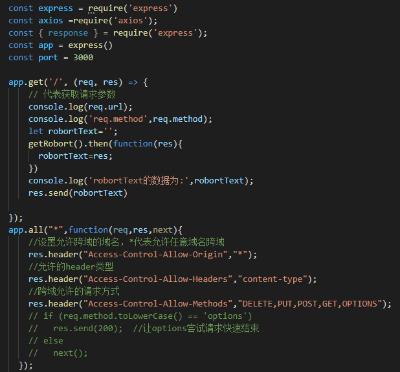 const express = require('express')
const axios =require('axios');
const { response } = require('express');
const app = express()
const port = 3000
app.get('/', (req, res) => {
// 代表获取请求参数
console.log(req.url);
console.log('req.method',req.method);
let robortText='';
getRobort().then(function(res){
robortText=res;
})
console.log('robortText的数据为:',robortText);
res.send(robortText)
});
app.all("*",function(req,res,next){
//设置允许跨域的域名，*代表允许任意域名跨域
res.header("Access-Control-Allow-Origin","*");
//允许的header类型
res.header("Access-Control-Allow-Headers","content-type");
//跨域允许的请求方式
res.header("Access-Control-Allow-Methods","DELETE,PUT,POST,GET,OPTIONS");
// if (req.method.toLowerCase() == 'options')
//   res.send(200);  //让options尝试请求快速结束
// else
//   next();
});